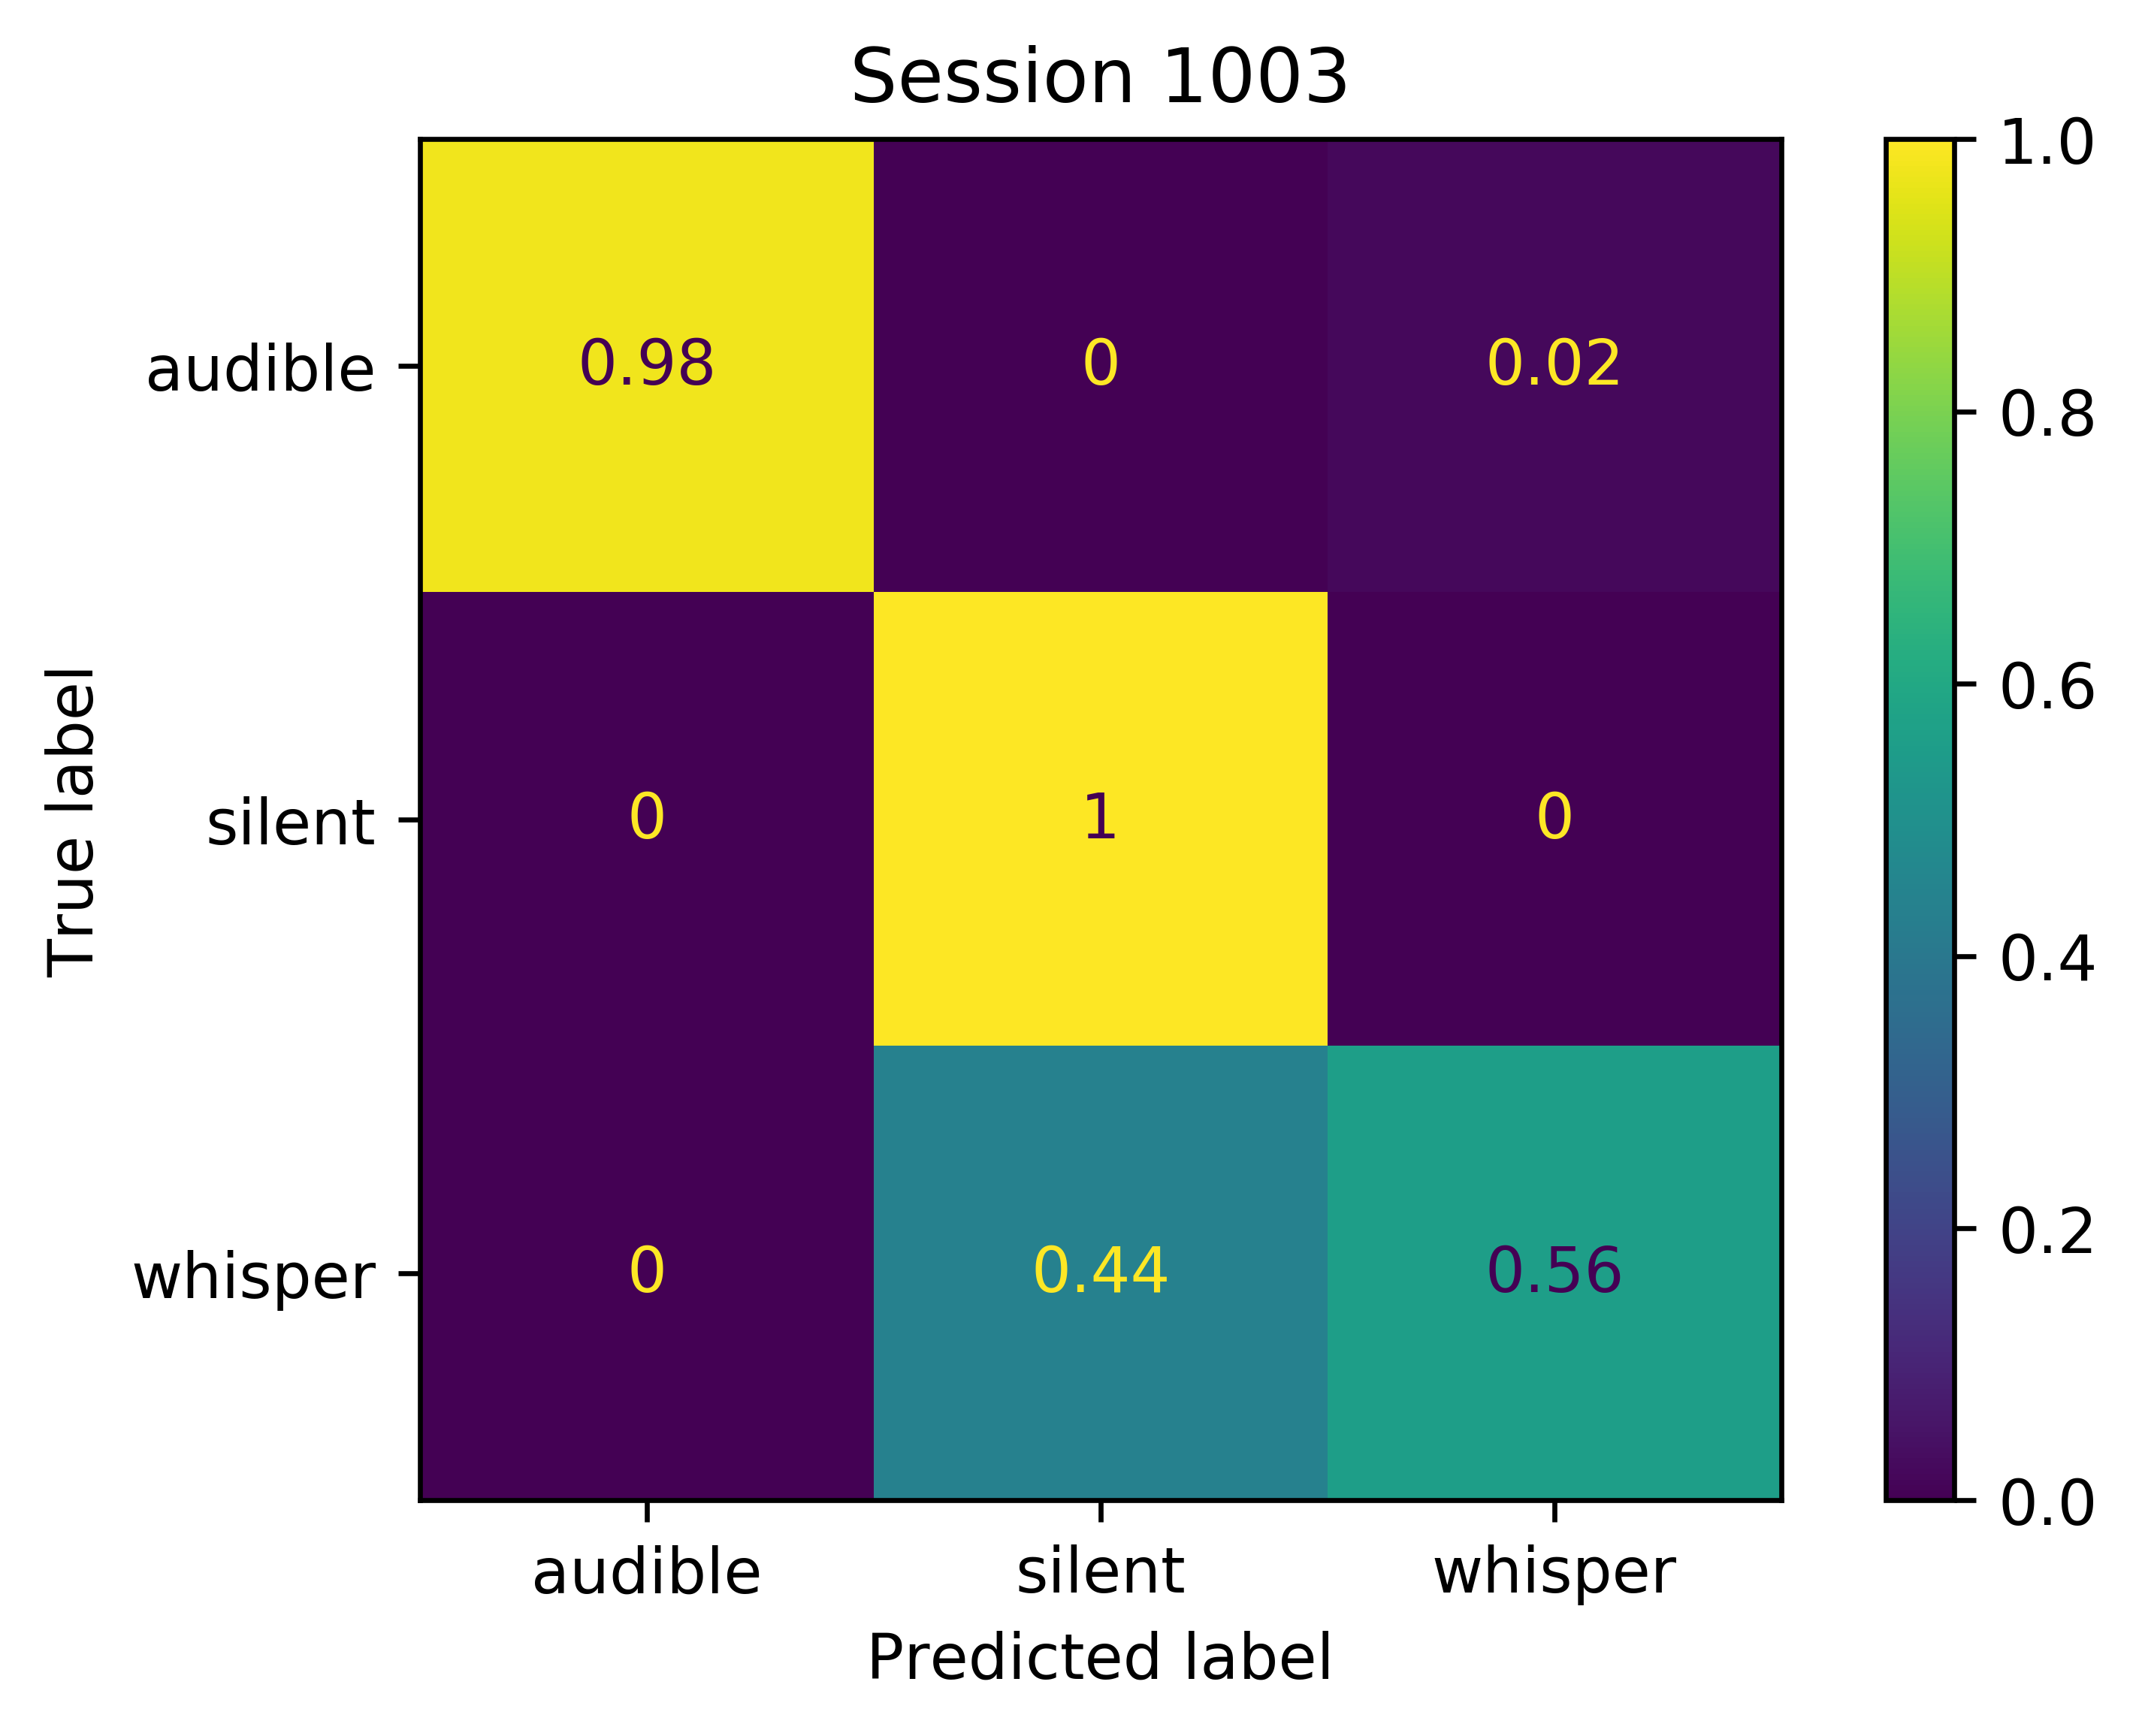 Session 1003
1.0
0.8
0.6
0.4
0.2
0.0
True label
audible
0.98 0 0.02
silent
0 1 0
whisper
0 0.44 0.56
audible silent whisper
Predicted label